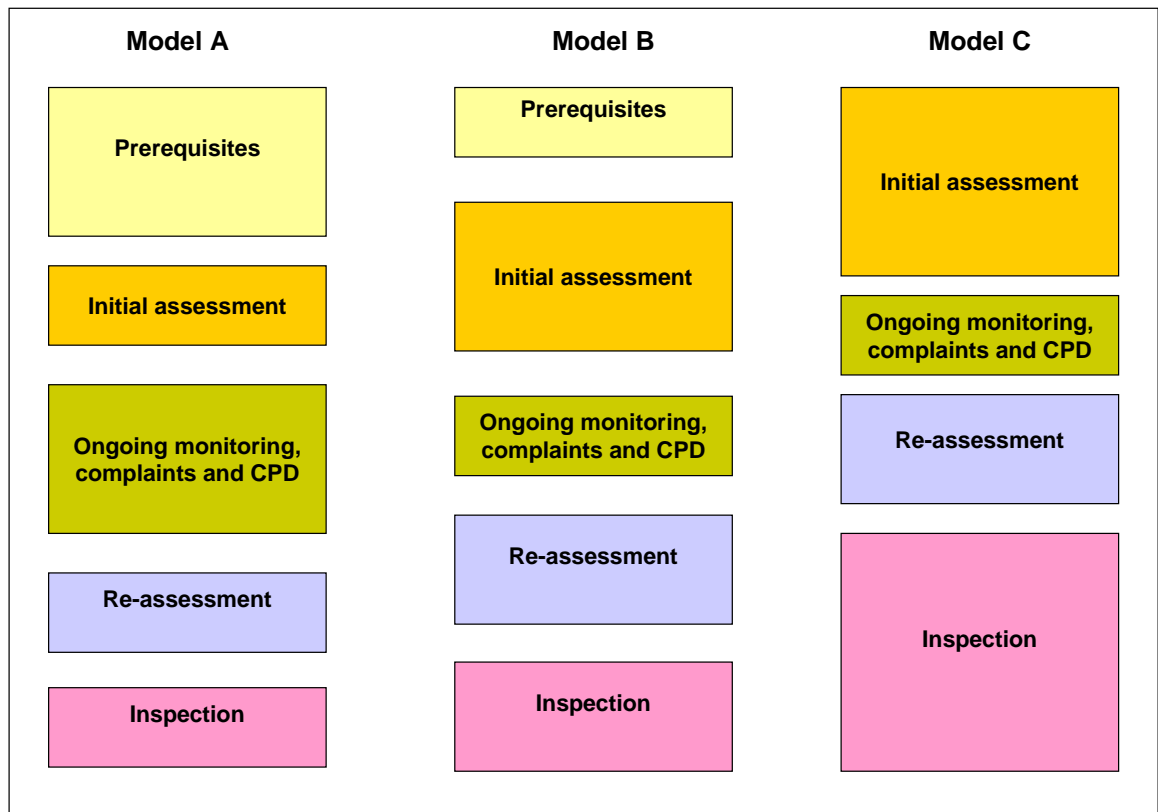 Model A
Prerequisites
Initial assessment
Ongoing monitoring,
complaints and CPD
Re-assessment
Inspection
Model B
Prerequisites
Initial assessment
Ongoing monitoring,
complaints and CPD
Re-assessment
Inspection
Model C
Initial assessment
Ongoing monitoring,
complaints and CPD
Re-assessment
Inspection